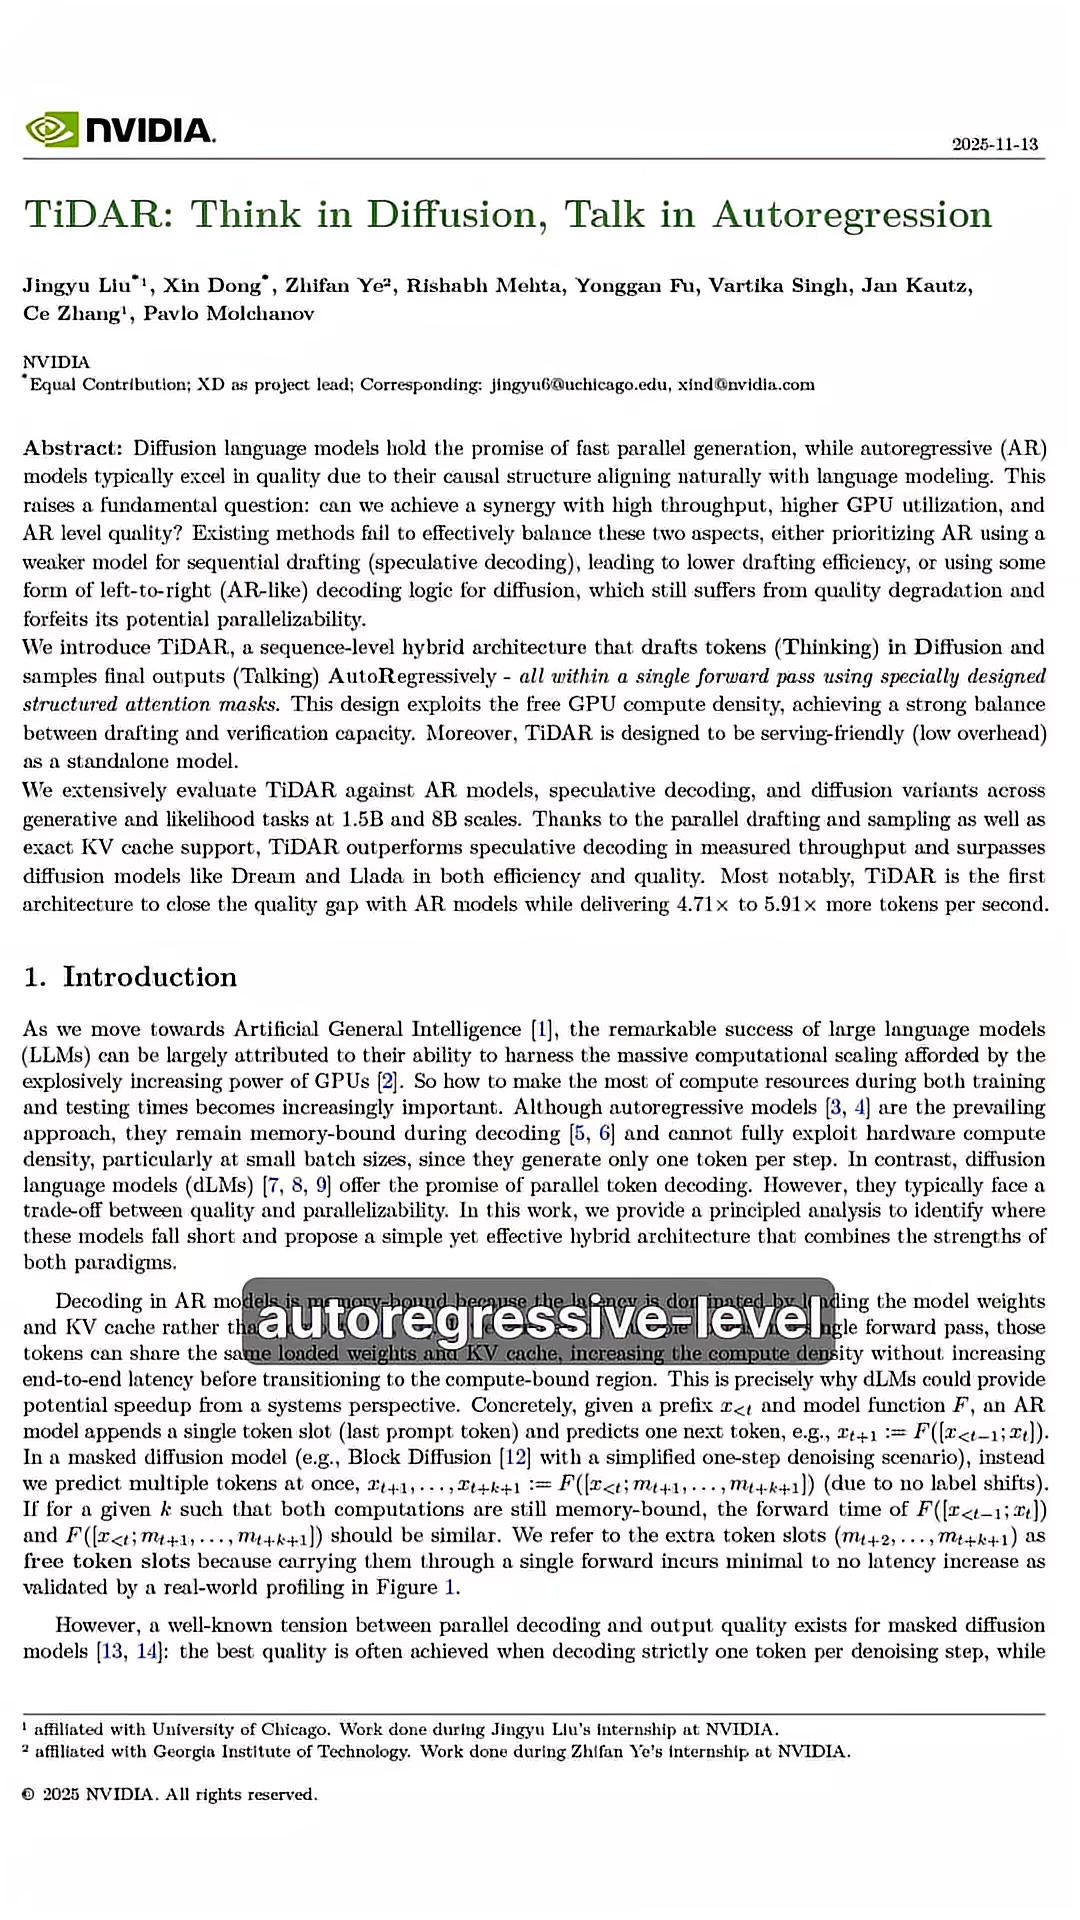 NVIDIA.
2025-11-13
TiDAR: Think in Diffusion, Talk in Autoregression
Jingyu Liu*¹, Xin Dong*, Zhifan Ye², Rishabh Mehta, Yonggan Fu, Vartika Singh, Jan Kautz,
Ce Zhang¹, Pavlo Molchanov
NVIDIA
*Equal Contribution; XD as project lead; Corresponding: jingyu6@uchicago.edu, xind@nvidia.com
Abstract: Diffusion language models hold the promise of fast parallel generation, while autoregressive (AR)
models typically excel in quality due to their causal structure aligning naturally with language modeling. This
raises a fundamental question: can we achieve a synergy with high throughput, higher GPU utilization, and
AR level quality? Existing methods fail to effectively balance these two aspects, either prioritizing AR using a
weaker model for sequential drafting (speculative decoding), leading to lower drafting efficiency, or using some
form of left-to-right (AR-like) decoding logic for diffusion, which still suffers from quality degradation and
forfeits its potential parallelizability.
We introduce TiDAR, a sequence-level hybrid architecture that drafts tokens (Thinking) in Diffusion and
samples final outputs (Talking) AutoRegressively - all within a single forward pass using specially designed
structured attention masks. This design exploits the free GPU compute density, achieving a strong balance
between drafting and verification capacity. Moreover, TiDAR is designed to be serving-friendly (low overhead)
as a standalone model.
We extensively evaluate TiDAR against AR models, speculative decoding, and diffusion variants across
generative and likelihood tasks at 1.5B and 8B scales. Thanks to the parallel drafting and sampling as well as
exact KV cache support, TiDAR outperforms speculative decoding in measured throughput and surpasses
diffusion models like Dream and Llada in both efficiency and quality. Most notably, TiDAR is the first
architecture to close the quality gap with AR models while delivering 4.71× to 5.91× more tokens per second.
1. Introduction
As we move towards Artificial General Intelligence [1], the remarkable success of large language models
(LLMs) can be largely attributed to their ability to harness the massive computational scaling afforded by the
explosively increasing power of GPUs [2]. So how to make the most of compute resources during both training
and testing times becomes increasingly important. Although autoregressive models [3, 4] are the prevailing
approach, they remain memory-bound during decoding [5, 6] and cannot fully exploit hardware compute
density, particularly at small batch sizes, since they generate only one token per step. In contrast, diffusion
language models (dLMs) [7, 8, 9] offer the promise of parallel token decoding. However, they typically face a
trade-off between quality and parallelizability. In this work, we provide a principled analysis to identify where
these models fall short and propose a simple yet effective hybrid architecture that combines the strengths of
both paradigms.
Decoding in AR models is memory-bound because the latency is dominated by loading the model weights
and KV cache rather gle forward pass, those
autoregressive-level
tokens can share the same loaded weights and KV cache, increasing the compute density without increasing
end-to-end latency before transitioning to the compute-bound region. This is precisely why dLMs could provide
potential speedup from a systems perspective. Concretely, given a prefix x<t and model function F, an AR
model appends a single token slot (last prompt token) and predicts one next token, e.g., xt+1 := F([x<t−1; xt]).
In a masked diffusion model (e.g., Block Diffusion [12] with a simplified one-step denoising scenario), instead
we predict multiple tokens at once, xt+1, . . . , xt+k+1 := F([x<t; mt+1, . . . , mt+k+1]) (due to no label shifts).
If for a given k such that both computations are still memory-bound, the forward time of F([x<t−1; xt])
and F([x<t; mt+1, . . . , mt+k+1]) should be similar. We refer to the extra token slots (mt+2, . . . , mt+k+1) as
free token slots because carrying them through a single forward incurs minimal to no latency increase as
validated by a real-world profiling in Figure 1.
However, a well-known tension between parallel decoding and output quality exists for masked diffusion
models [13, 14]: the best quality is often achieved when decoding strictly one token per denoising step, while
¹ affiliated with University of Chicago. Work done during Jingyu Liu's internship at NVIDIA.
² affiliated with Georgia Institute of Technology. Work done during Zhifan Ye's internship at NVIDIA.
© 2025 NVIDIA. All rights reserved.